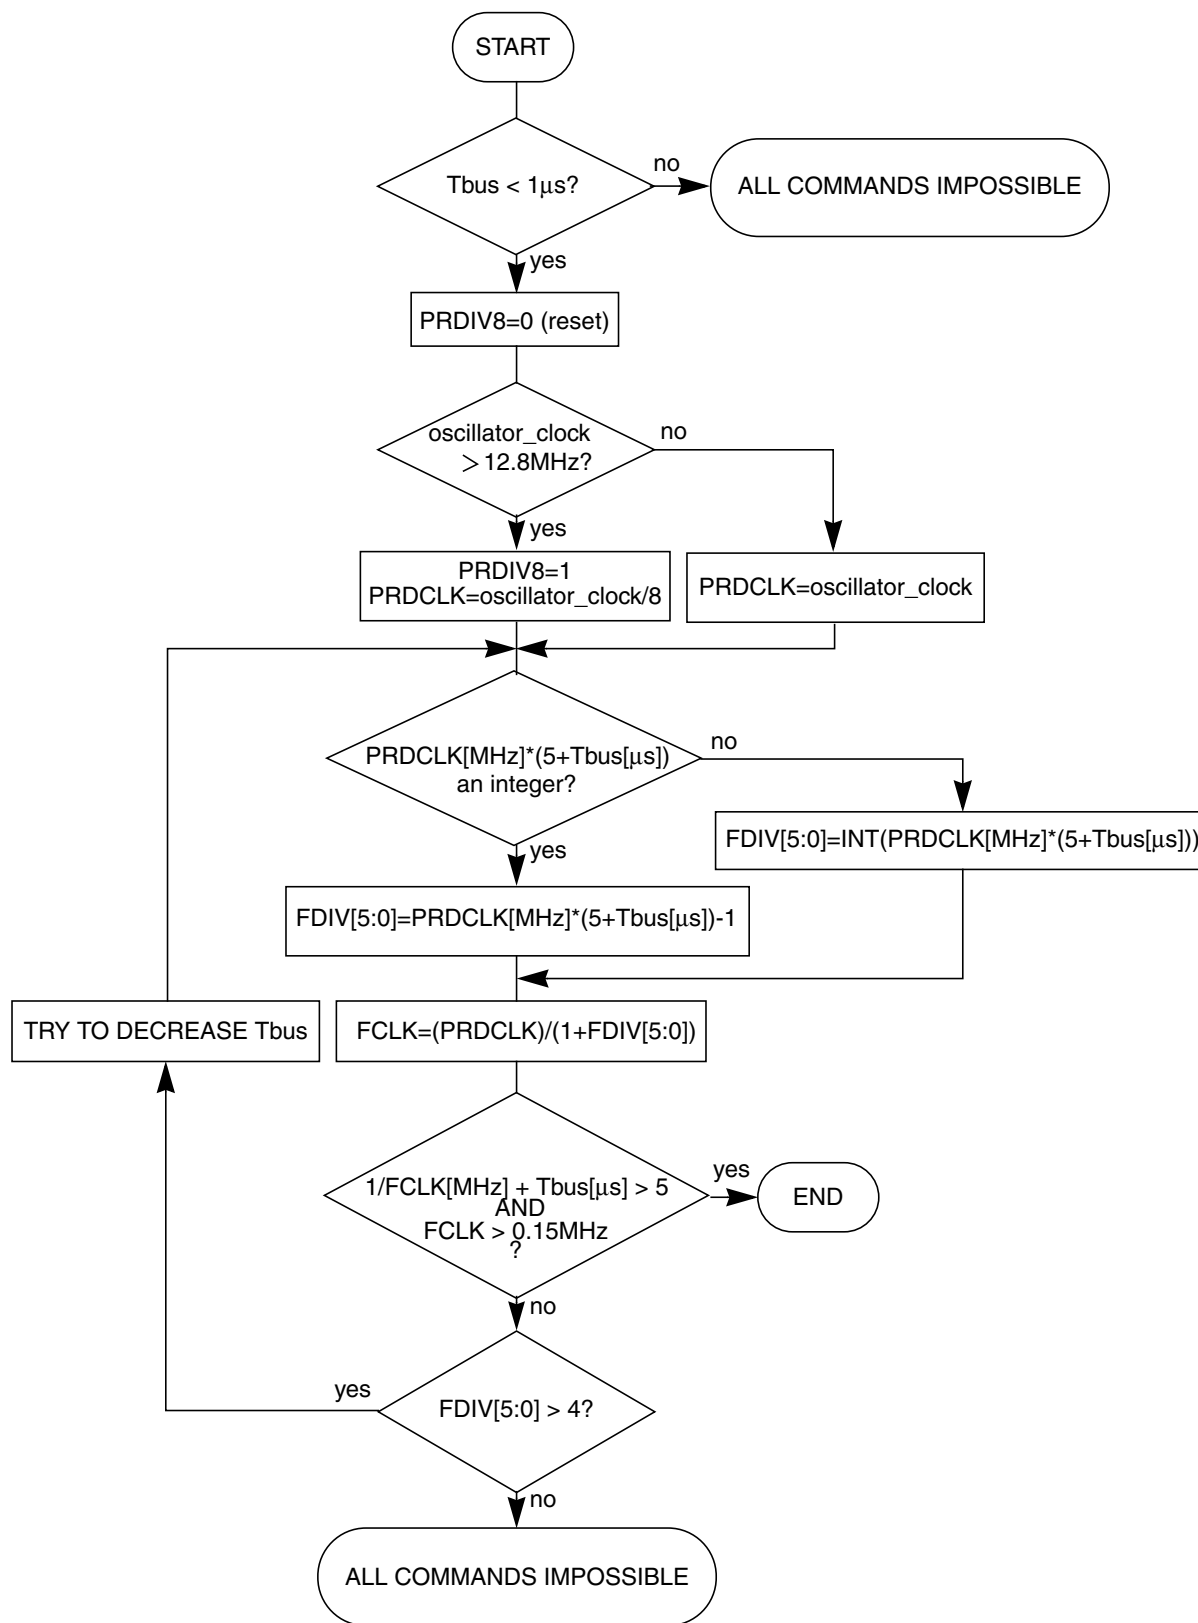 START
Tbus < 1μs?
no
ALL COMMANDS IMPOSSIBLE
yes
PRDIV8=0 (reset)
oscillator_clock
> 12.8MHz?
no
yes
PRDIV8=1
PRDCLK=oscillator_clock/8
PRDCLK=oscillator_clock
PRDCLK[MHz]*(5+Tbus[μs])
an integer?
no
yes
FDIV[5:0]=INT(PRDCLK[MHz]*(5+Tbus[μs]))
FDIV[5:0]=PRDCLK[MHz]*(5+Tbus[μs])-1
TRY TO DECREASE Tbus
FCLK=(PRDCLK)/(1+FDIV[5:0])
1/FCLK[MHz] + Tbus[μs] > 5
AND
FCLK > 0.15MHz
?
yes
END
no
yes
FDIV[5:0] > 4?
no
ALL COMMANDS IMPOSSIBLE